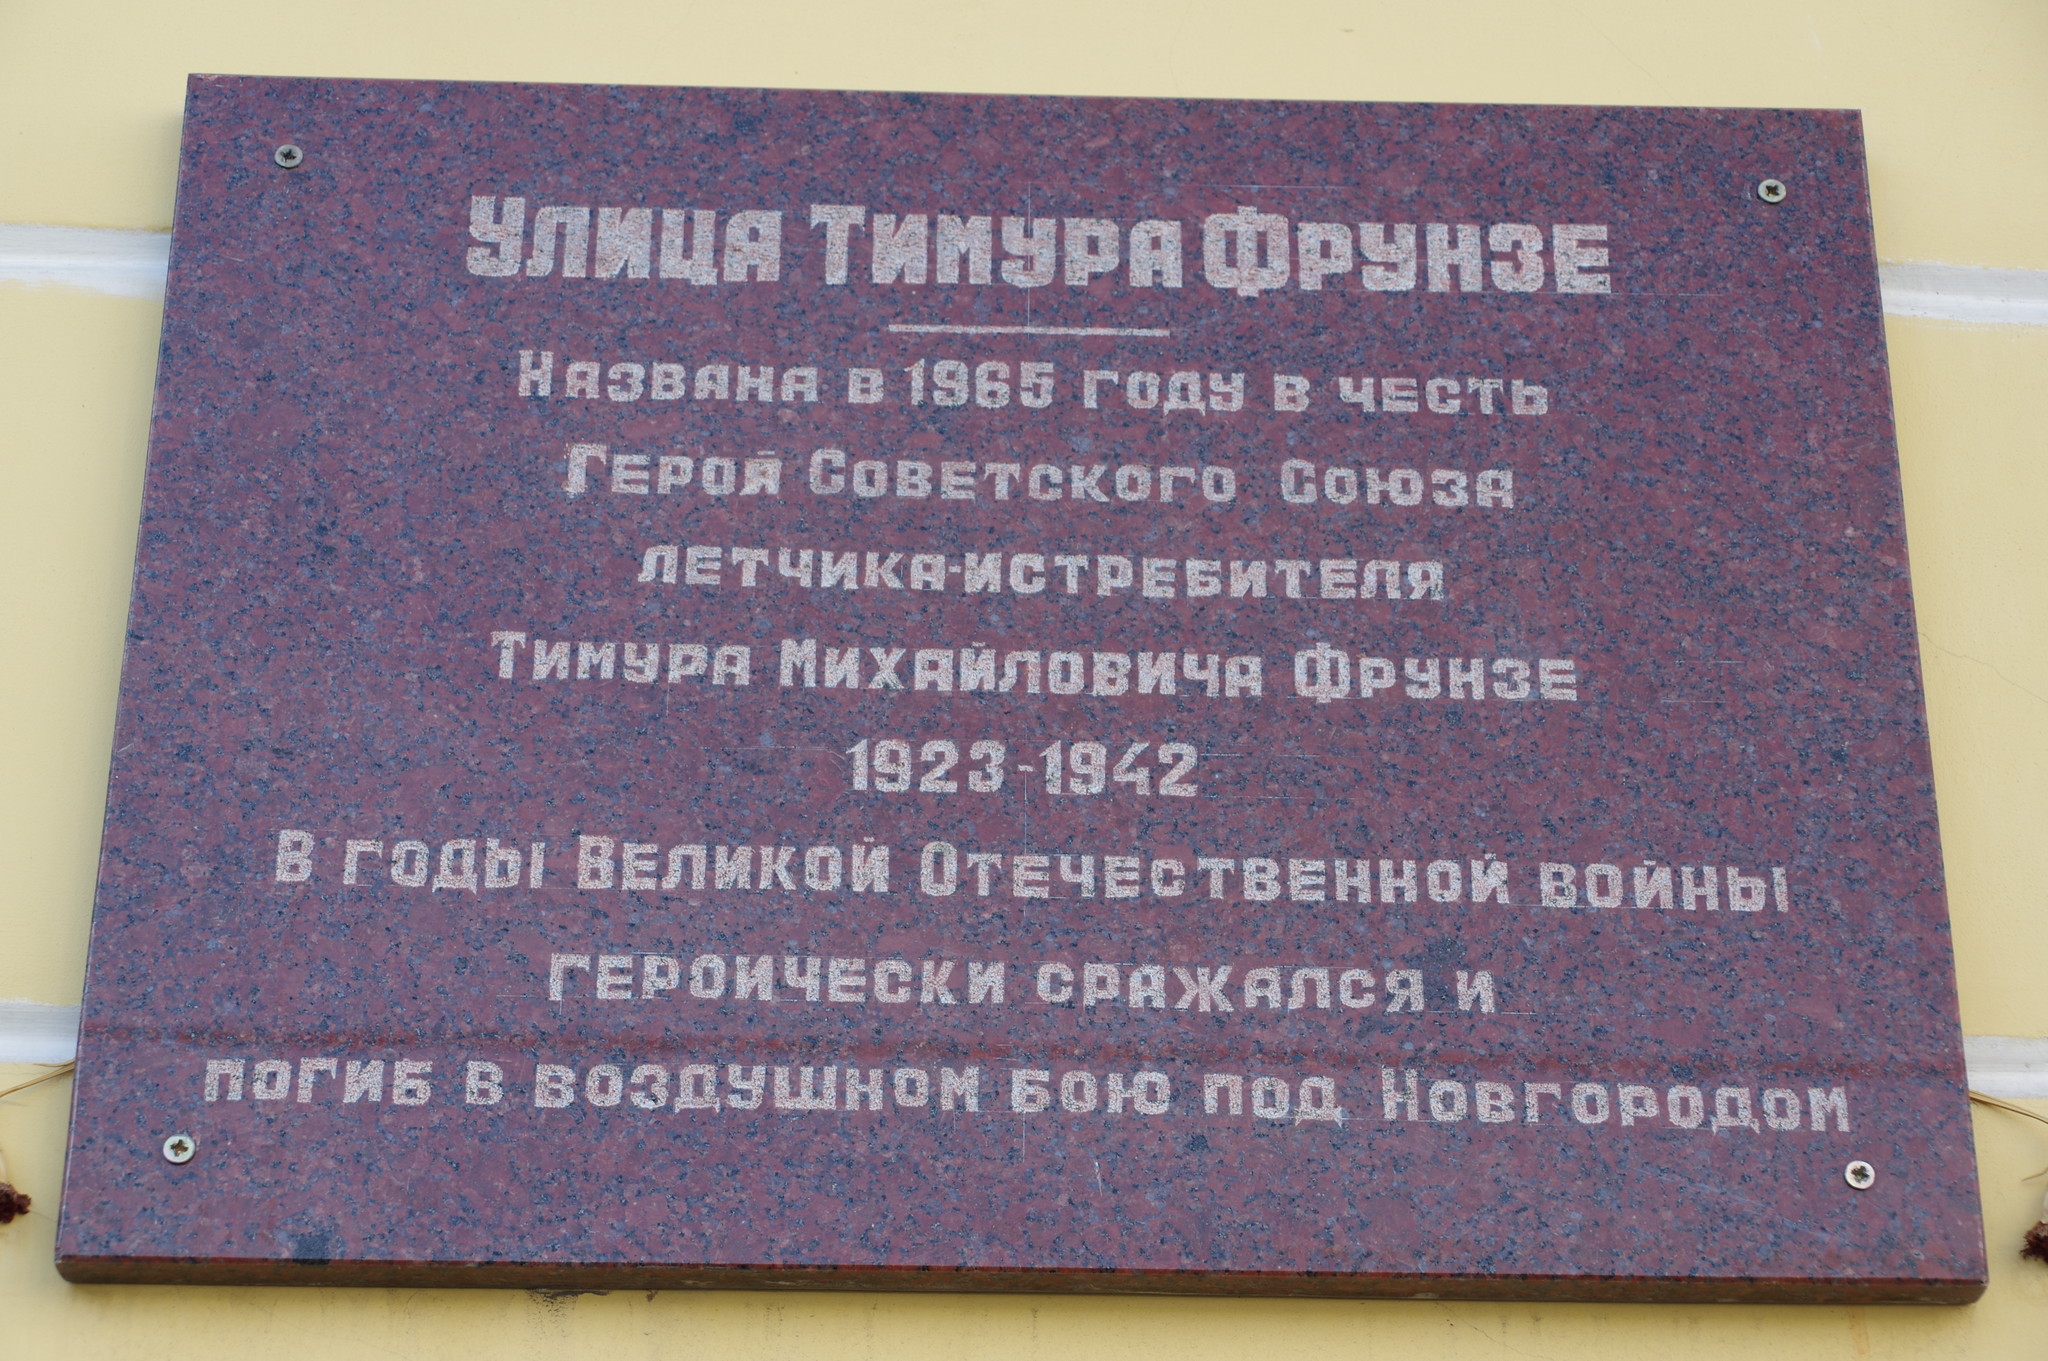 Улица Тимура Фрунзе
Названа в 1965 году в честь
Героя Советского Союза
летчика-истребителя
Тимура Михайловича Фрунзе
1923-1942
В годы Великой Отечественной войны
героически сражался и
погиб в воздушном бою под Новгородом